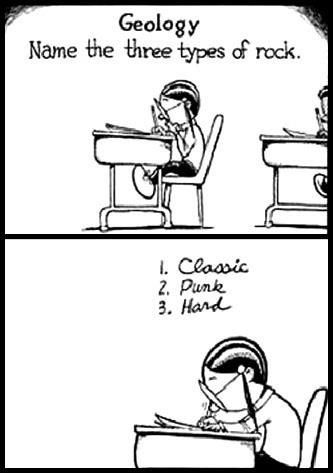 Geology
Name the three types of rock.
1. Classic
2. Punk
3. Hard